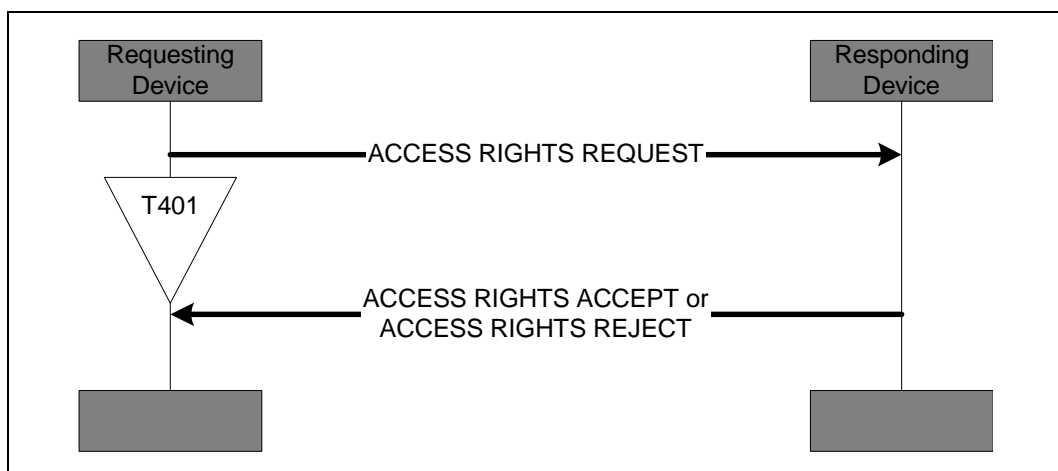 Requesting
Device
Responding
Device
ACCESS RIGHTS REQUEST
T401
ACCESS RIGHTS ACCEPT or
ACCESS RIGHTS REJECT